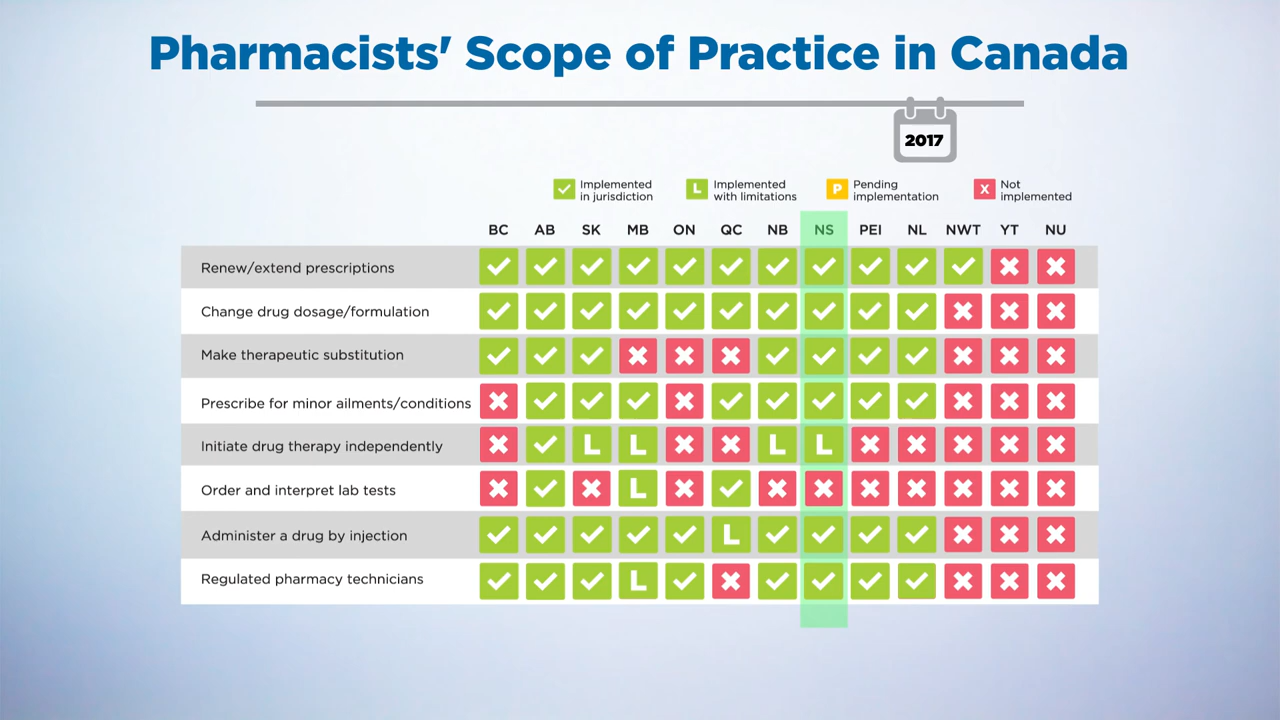 Pharmacists' Scope of Practice in Canada
2017
Implemented
in jurisdiction
L
Implemented
with limitations
P
Pending
implementation
X
Not
implemented
BC AB SK MB ON QC NB NS PEI NL NWT YT NU
Renew/extend prescriptions
Change drug dosage/formulation
Make therapeutic substitution
Prescribe for minor ailments/conditions
Initiate drug therapy independently L L L L
Order and interpret lab tests L
Administer a drug by injection L
Regulated pharmacy technicians L